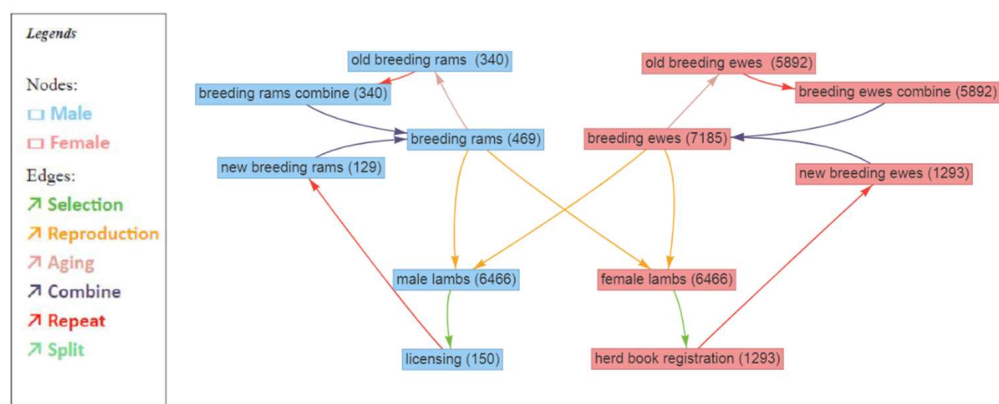 Legends
Nodes:
Male
Female
Edges:
Selection
Reproduction
Aging
Combine
Repeat
Split
old breeding rams (340)
old breeding ewes (5892)
breeding rams combine (340)
breeding ewes combine (5892)
breeding rams (469)
breeding ewes (7185)
new breeding rams (129)
new breeding ewes (1293)
male lambs (6466)
female lambs (6466)
licensing (150)
herd book registration (1293)